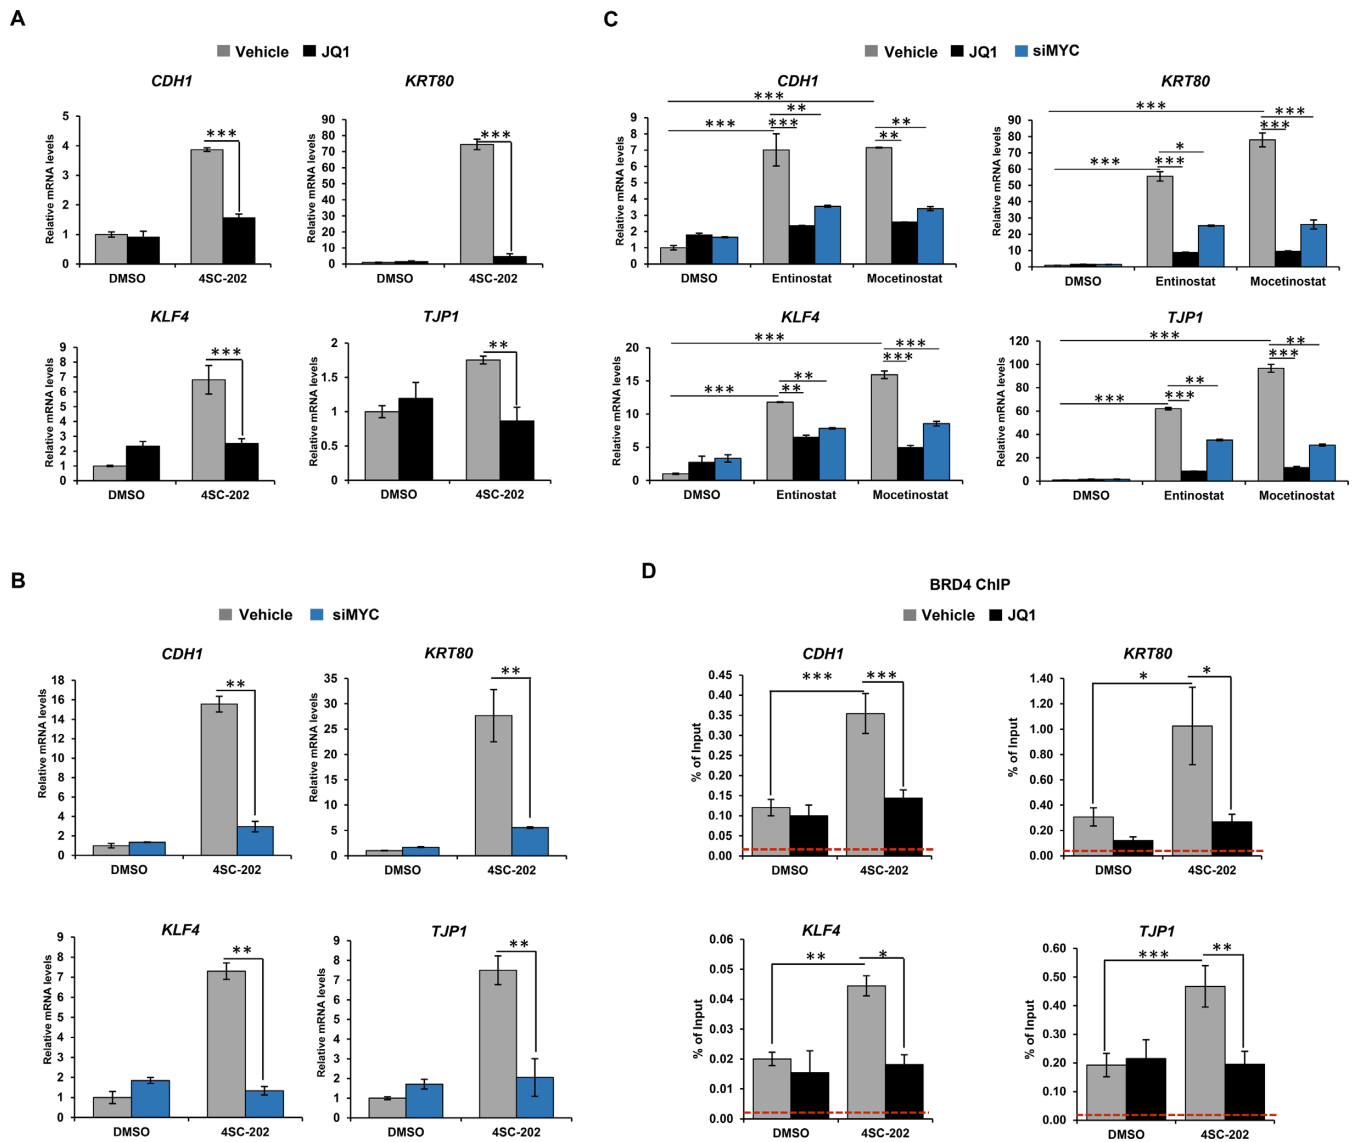 A
Vehicle JQ1
CDH1
Relative mRNA levels
5
4
3
2
1
0
***
DMSO 4SC-202
KRT80
Relative mRNA levels
90
80
70
60
50
40
30
20
10
0
***
DMSO 4SC-202
KLF4
Relative mRNA levels
9
8
7
6
5
4
3
2
1
0
***
DMSO 4SC-202
TJP1
Relative mRNA levels
2
1.5
1
0.5
0
**
DMSO 4SC-202
B
Vehicle siMYC
CDH1
Relative mRNA levels
18
16
14
12
10
8
6
4
2
0
**
DMSO 4SC-202
KRT80
Relative mRNA levels
35
30
25
20
15
10
5
0
**
DMSO 4SC-202
KLF4
Relative mRNA levels
9
8
7
6
5
4
3
2
1
0
**
DMSO 4SC-202
TJP1
Relative mRNA levels
9
8
7
6
5
4
3
2
1
0
**
DMSO 4SC-202
C
Vehicle JQ1 siMYC
CDH1
Relative mRNA levels
9
8
7
6
5
4
3
2
1
0
***
**
*** *** **
**
DMSO Entinostat Mocetinostat
KRT80
Relative mRNA levels
90
80
70
60
50
40
30
20
10
0
*** ***
***
*
*** ***
DMSO Entinostat Mocetinostat
KLF4
Relative mRNA levels
20
15
10
5
0
*** ***
***
**
*** **
DMSO Entinostat Mocetinostat
TJP1
Relative mRNA levels
120
100
80
60
40
20
0
*** **
***
**
*** ***
DMSO Entinostat Mocetinostat
D
BRD4 ChIP
Vehicle JQ1
CDH1
% of Input
0.45
0.40
0.35
0.30
0.25
0.20
0.15
0.10
0.05
0.00
*** ***
DMSO 4SC-202
KRT80
% of Input
1.40
1.20
1.00
0.80
0.60
0.40
0.20
0.00
* *
DMSO 4SC-202
KLF4
% of Input
0.06
0.05
0.04
0.03
0.02
0.01
0.00
** *
DMSO 4SC-202
TJP1
% of Input
0.60
0.50
0.40
0.30
0.20
0.10
0.00
*** **
DMSO 4SC-202